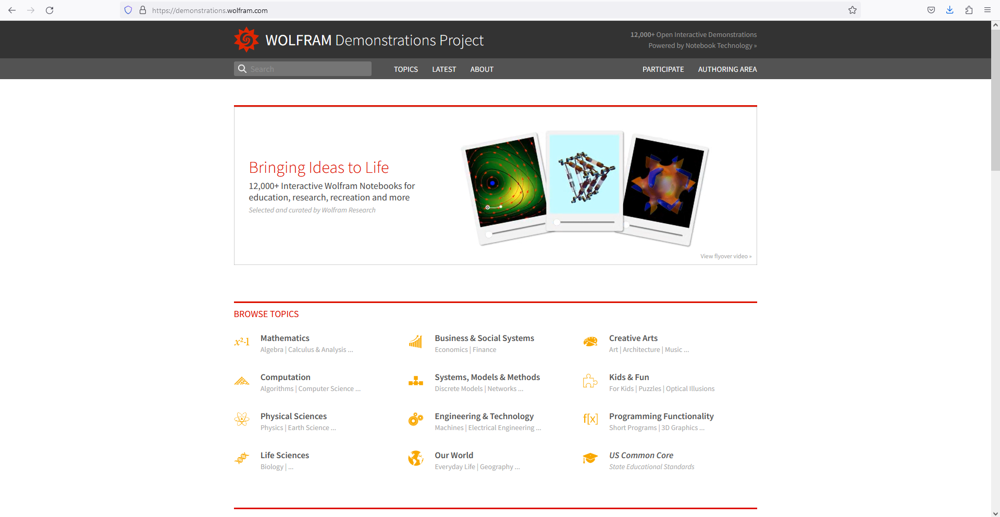 https://demonstrations.wolfram.com
WOLFRAM Demonstrations Project
12,000+ Open Interactive Demonstrations
Powered by Notebook Technology »
Search
TOPICS
LATEST
ABOUT
PARTICIPATE
AUTHORING AREA
Bringing Ideas to Life
12,000+ Interactive Wolfram Notebooks for
education, research, recreation and more
Selected and curated by Wolfram Research
View flyover video »
BROWSE TOPICS
x²-1
Mathematics
Algebra | Calculus & Analysis ...
Business & Social Systems
Economics | Finance
Creative Arts
Art | Architecture | Music ...
Computation
Algorithms | Computer Science ...
Systems, Models & Methods
Discrete Models | Networks ...
Kids & Fun
For Kids | Puzzles | Optical Illusions
Physical Sciences
Physics | Earth Science ...
Engineering & Technology
Machines | Electrical Engineering ...
f[x]
Programming Functionality
Short Programs | 3D Graphics ...
Life Sciences
Biology | ...
Our World
Everyday Life | Geography ...
US Common Core
State Educational Standards